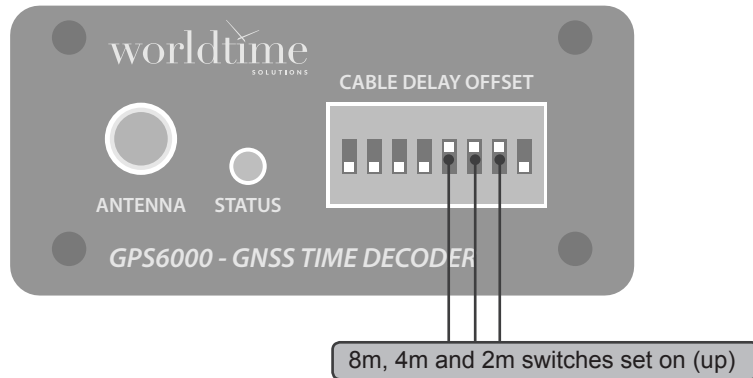 worldtime
SOLUTIONS
CABLE DELAY OFFSET
ANTENNA STATUS
GPS6000 - GNSS TIME DECODER
8m, 4m and 2m switches set on (up)